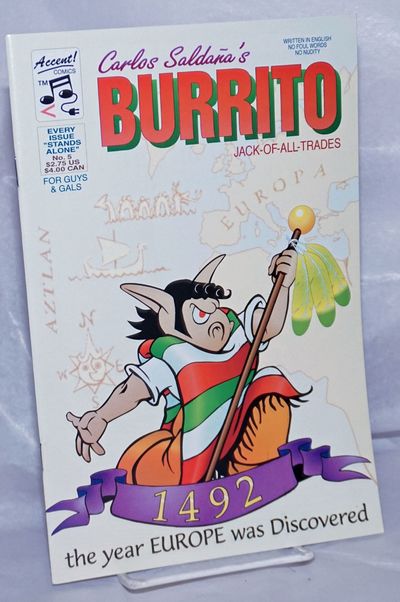 Accent!
COMICS
TM
EVERY
ISSUE
"STANDS
ALONE"
No. 5
$2.75 US
$4.00 CAN
FOR GUYS
& GALS
Carlos Saldaña's
BURRITO
JACK-OF-ALL-TRADES
WRITTEN IN ENGLISH
NO FOUL WORDS
NO NUDITY
EUROPA
AZTLAN
1492
the year EUROPE was Discovered